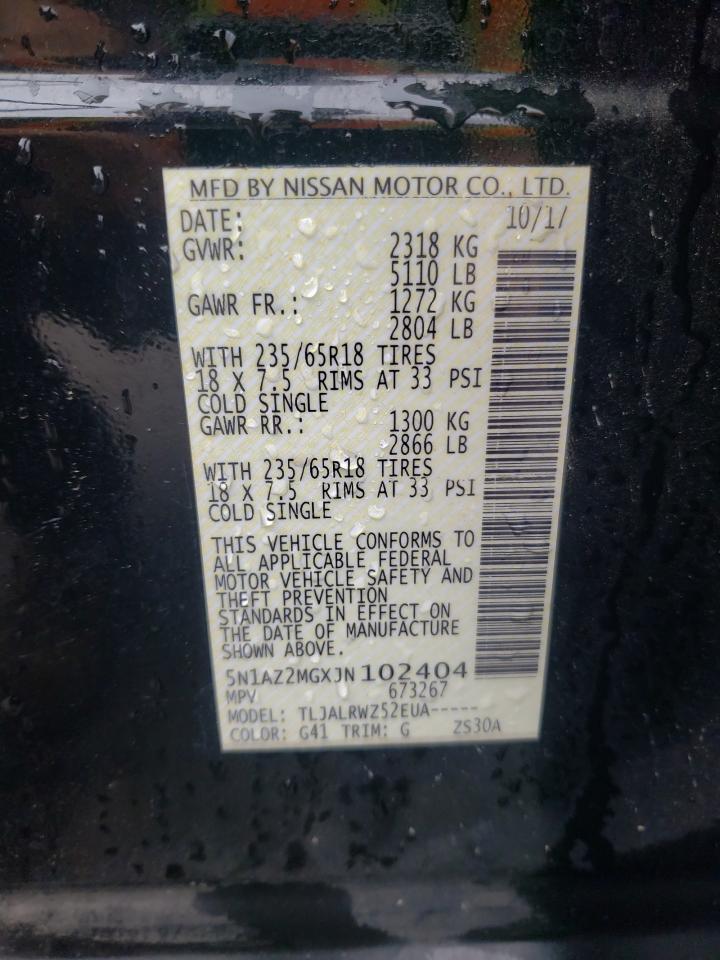 MFD BY NISSAN MOTOR CO., LTD.
DATE: 10/17
GVWR: 2318 KG
5110 LB
GAWR FR.: 1272 KG
2804 LB
WITH 235/65R18 TIRES
18 X 7.5 RIMS AT 33 PSI
COLD SINGLE
GAWR RR.: 1300 KG
2866 LB
WITH 235/65R18 TIRES
18 X 7.5 RIMS AT 33 PSI
COLD SINGLE
THIS VEHICLE CONFORMS TO
ALL APPLICABLE FEDERAL
MOTOR VEHICLE SAFETY AND
THEFT PREVENTION
STANDARDS IN EFFECT ON
THE DATE OF MANUFACTURE
SHOWN ABOVE.
5N1AZ2MGXJN102404
MPV 673267
MODEL: TLJALRWZ52EUA-----
COLOR: G41 TRIM: G ZS30A